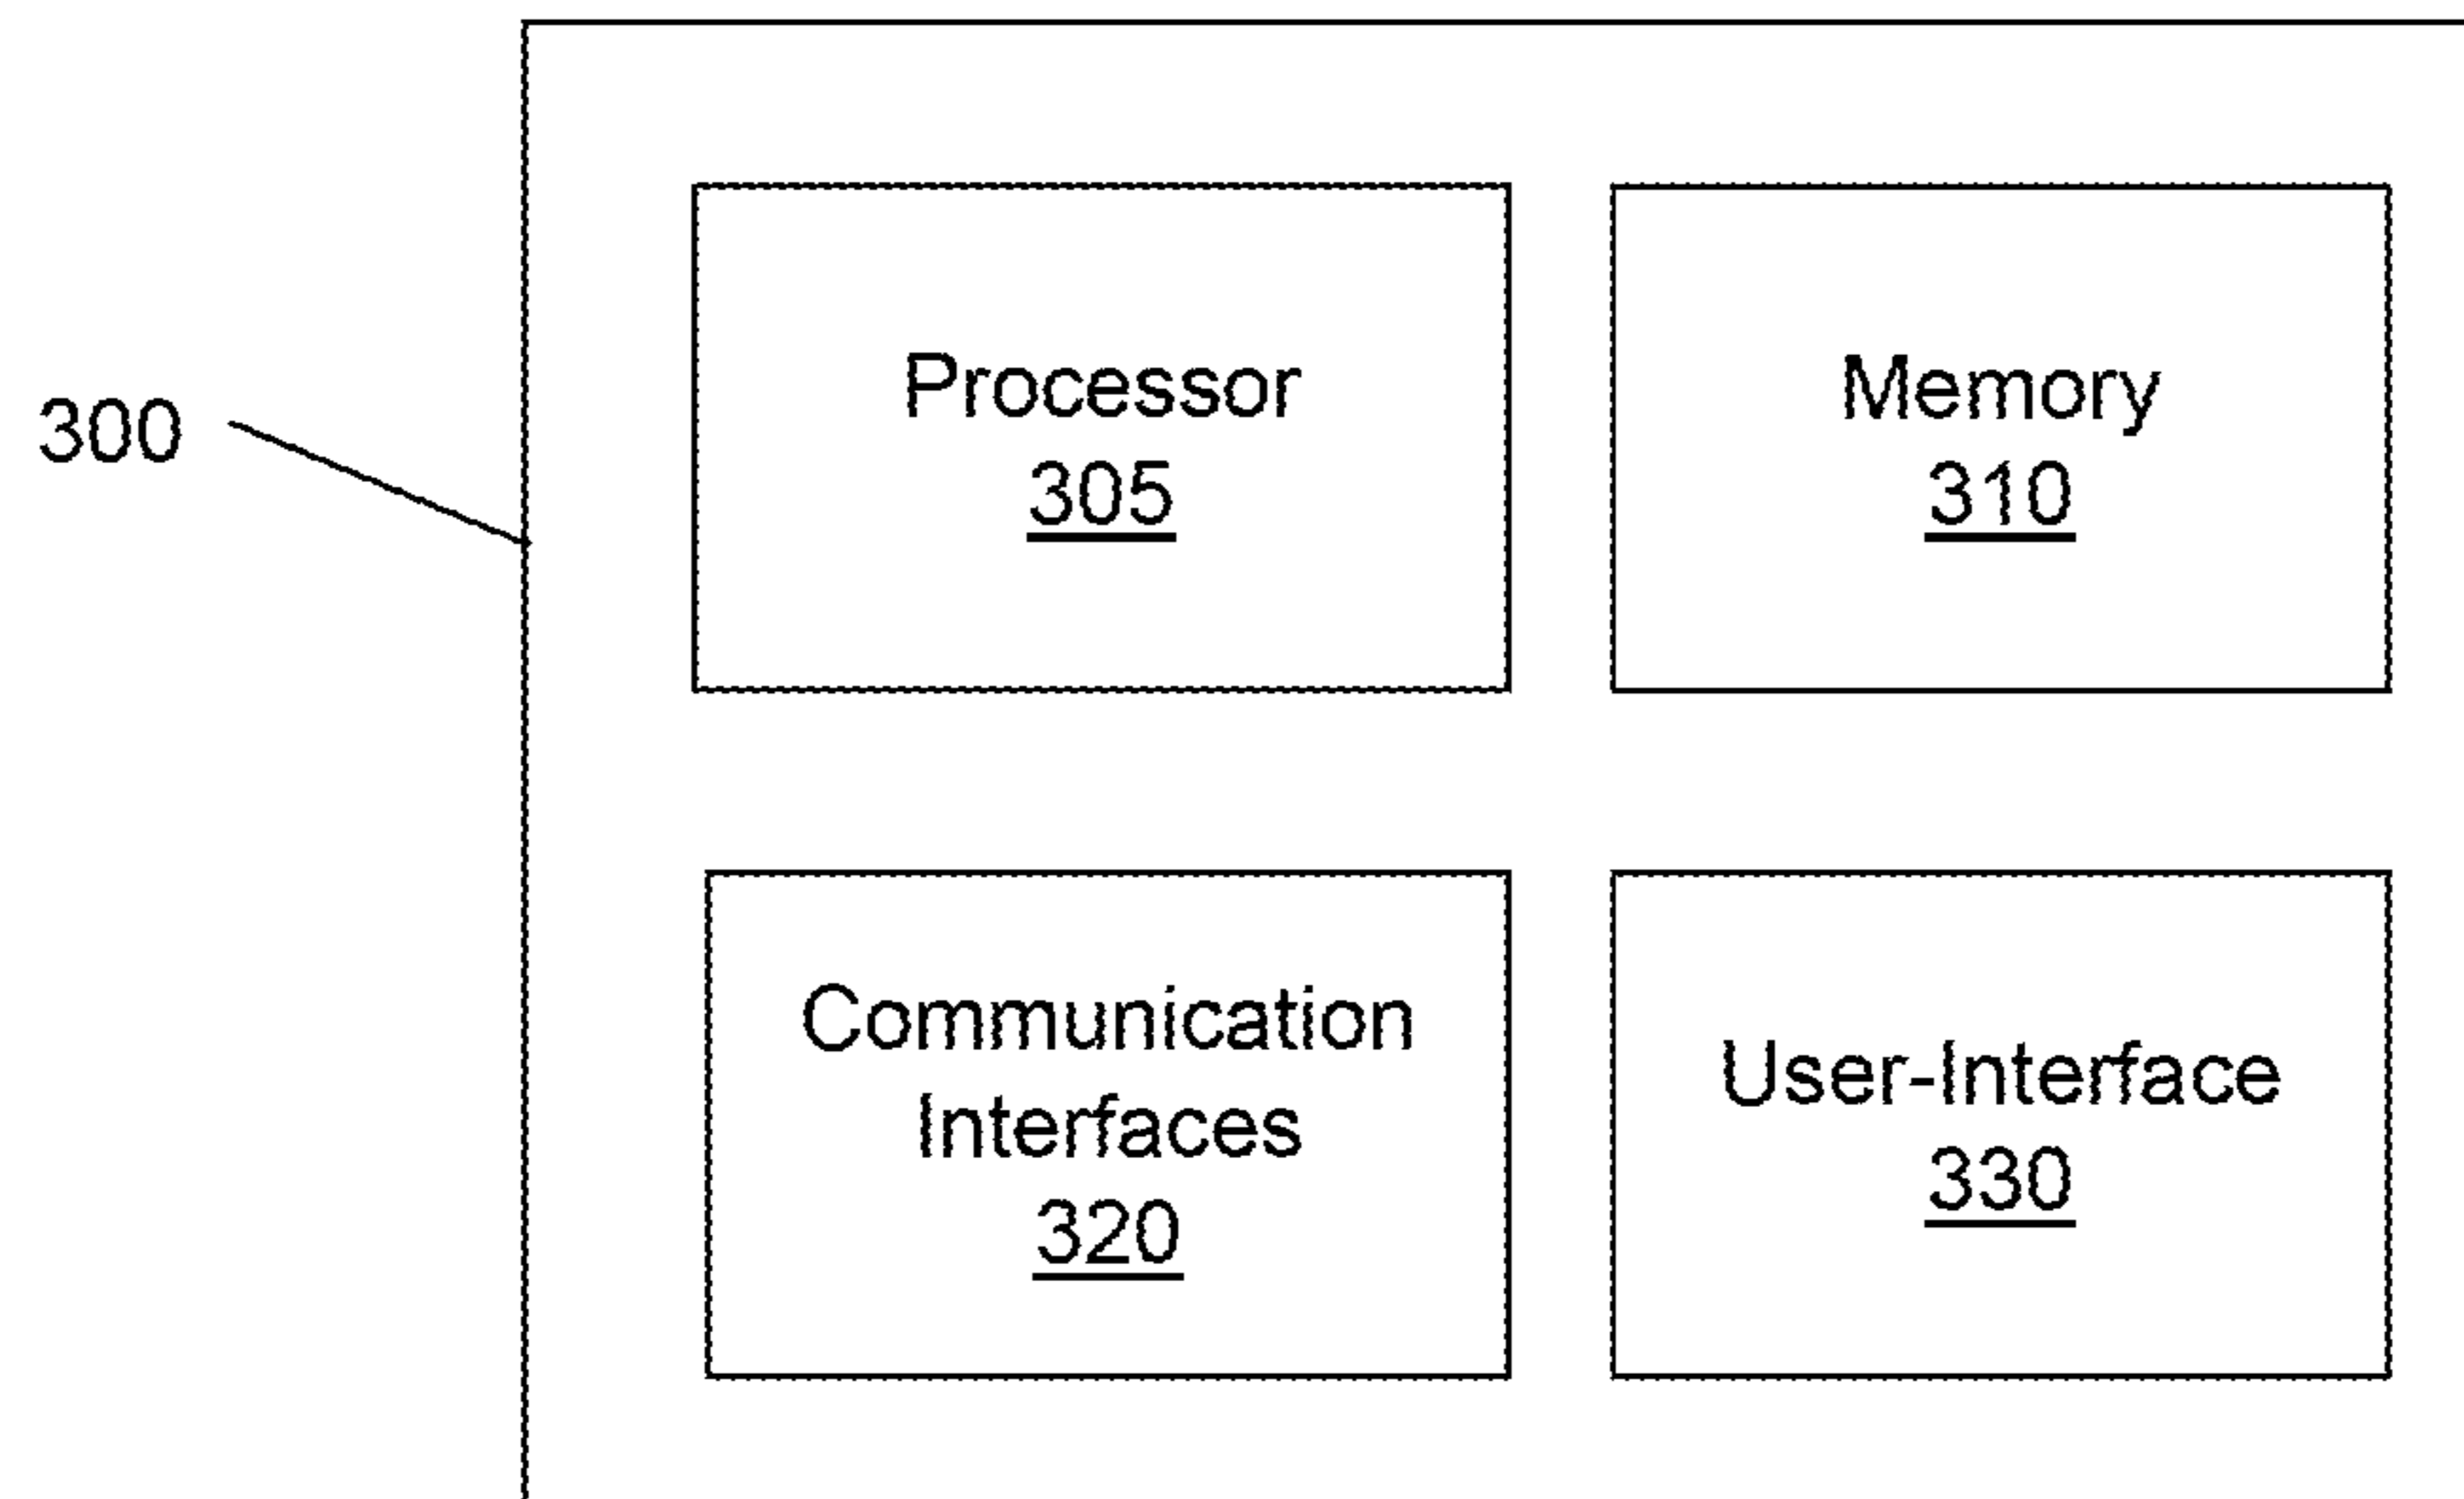 300
Processor
305
Memory
310
Communication
Interfaces
320
User-Interface
330